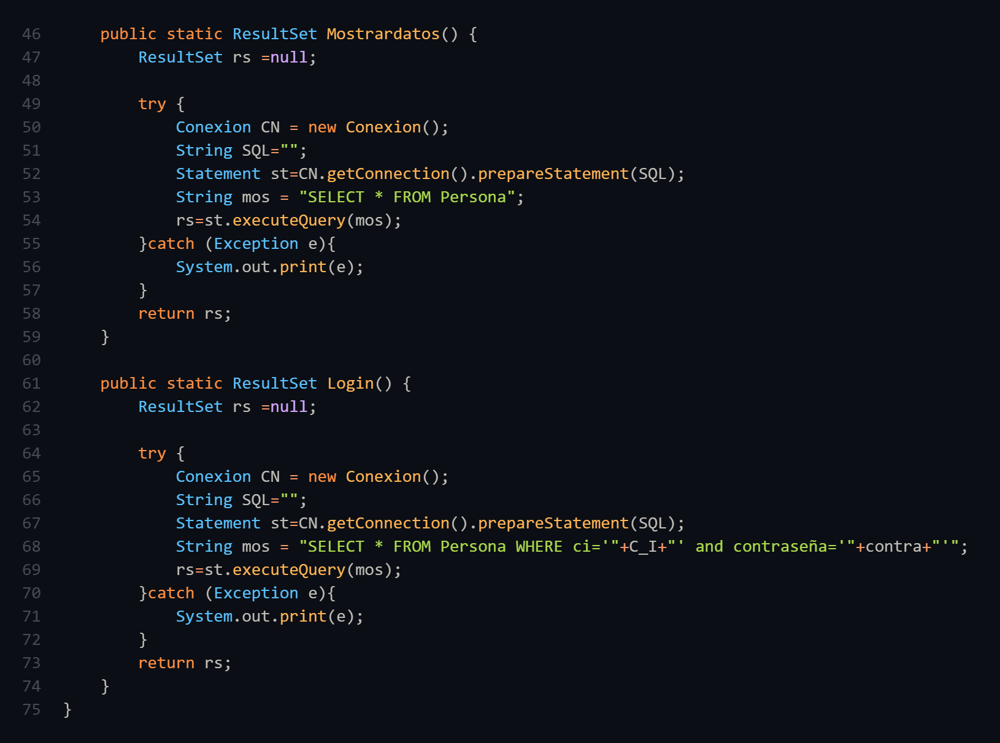 46 public static ResultSet Mostrardatos() {
47 ResultSet rs =null;
48
49 try {
50 Conexion CN = new Conexion();
51 String SQL="";
52 Statement st=CN.getConnection().prepareStatement(SQL);
53 String mos = "SELECT * FROM Persona";
54 rs=st.executeQuery(mos);
55 }catch (Exception e){
56 System.out.print(e);
57 }
58 return rs;
59 }
60
61 public static ResultSet Login() {
62 ResultSet rs =null;
63
64 try {
65 Conexion CN = new Conexion();
66 String SQL="";
67 Statement st=CN.getConnection().prepareStatement(SQL);
68 String mos = "SELECT * FROM Persona WHERE ci='"+C_I+"' and contraseña='"+contra+"'";
69 rs=st.executeQuery(mos);
70 }catch (Exception e){
71 System.out.print(e);
72 }
73 return rs;
74 }
75 }